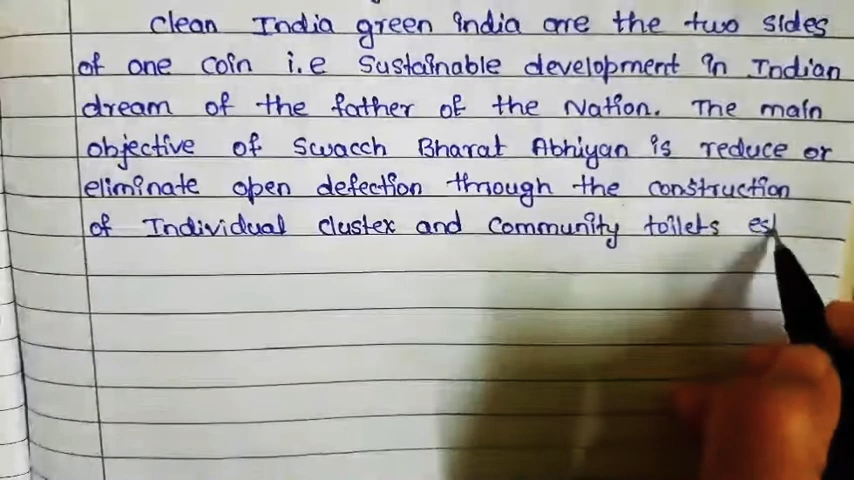 clean India green india are the two sides
of one coin i.e Sustainable development in Indian
dream of the father of the Nation. The main
objective of Swacch Bharat Abhiyan is reduce or
eliminate open defection through the construction
of Individual cluster and Community toilets